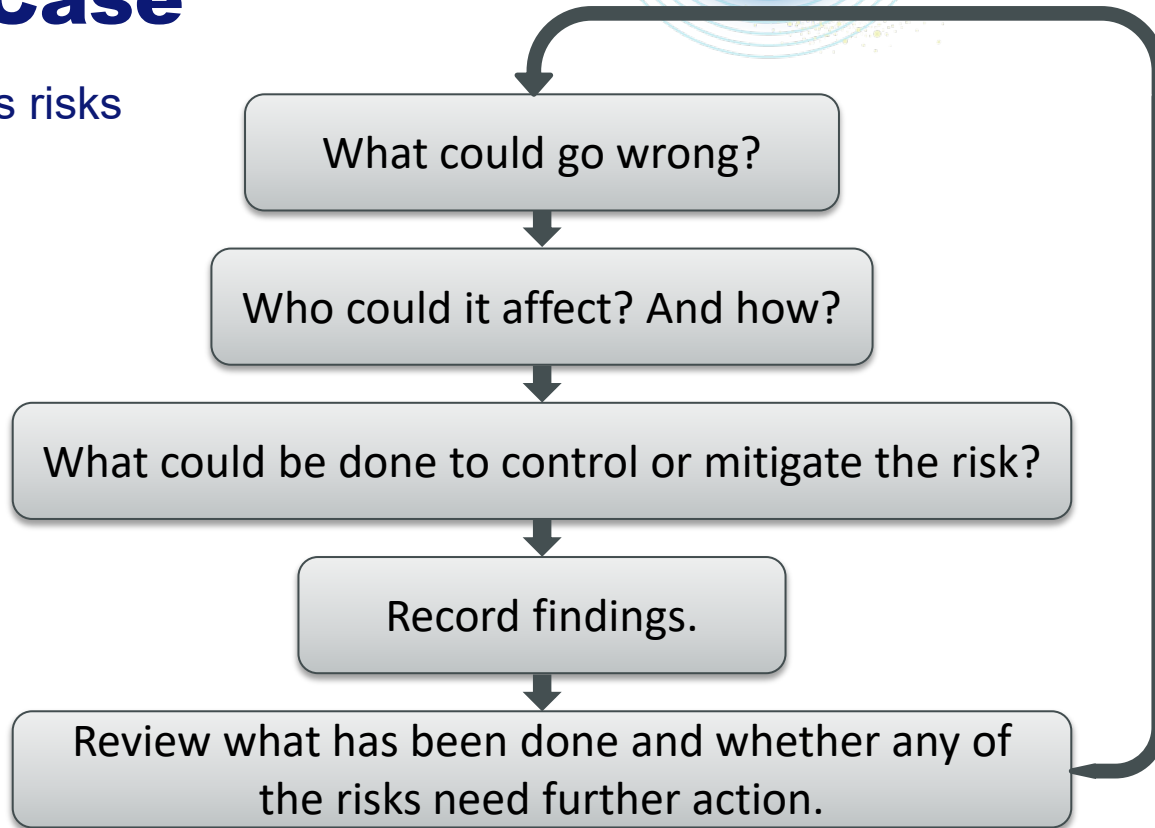 Case
s risks
What could go wrong?
Who could it affect? And how?
What could be done to control or mitigate the risk?
Record findings.
Review what has been done and whether any of
the risks need further action.